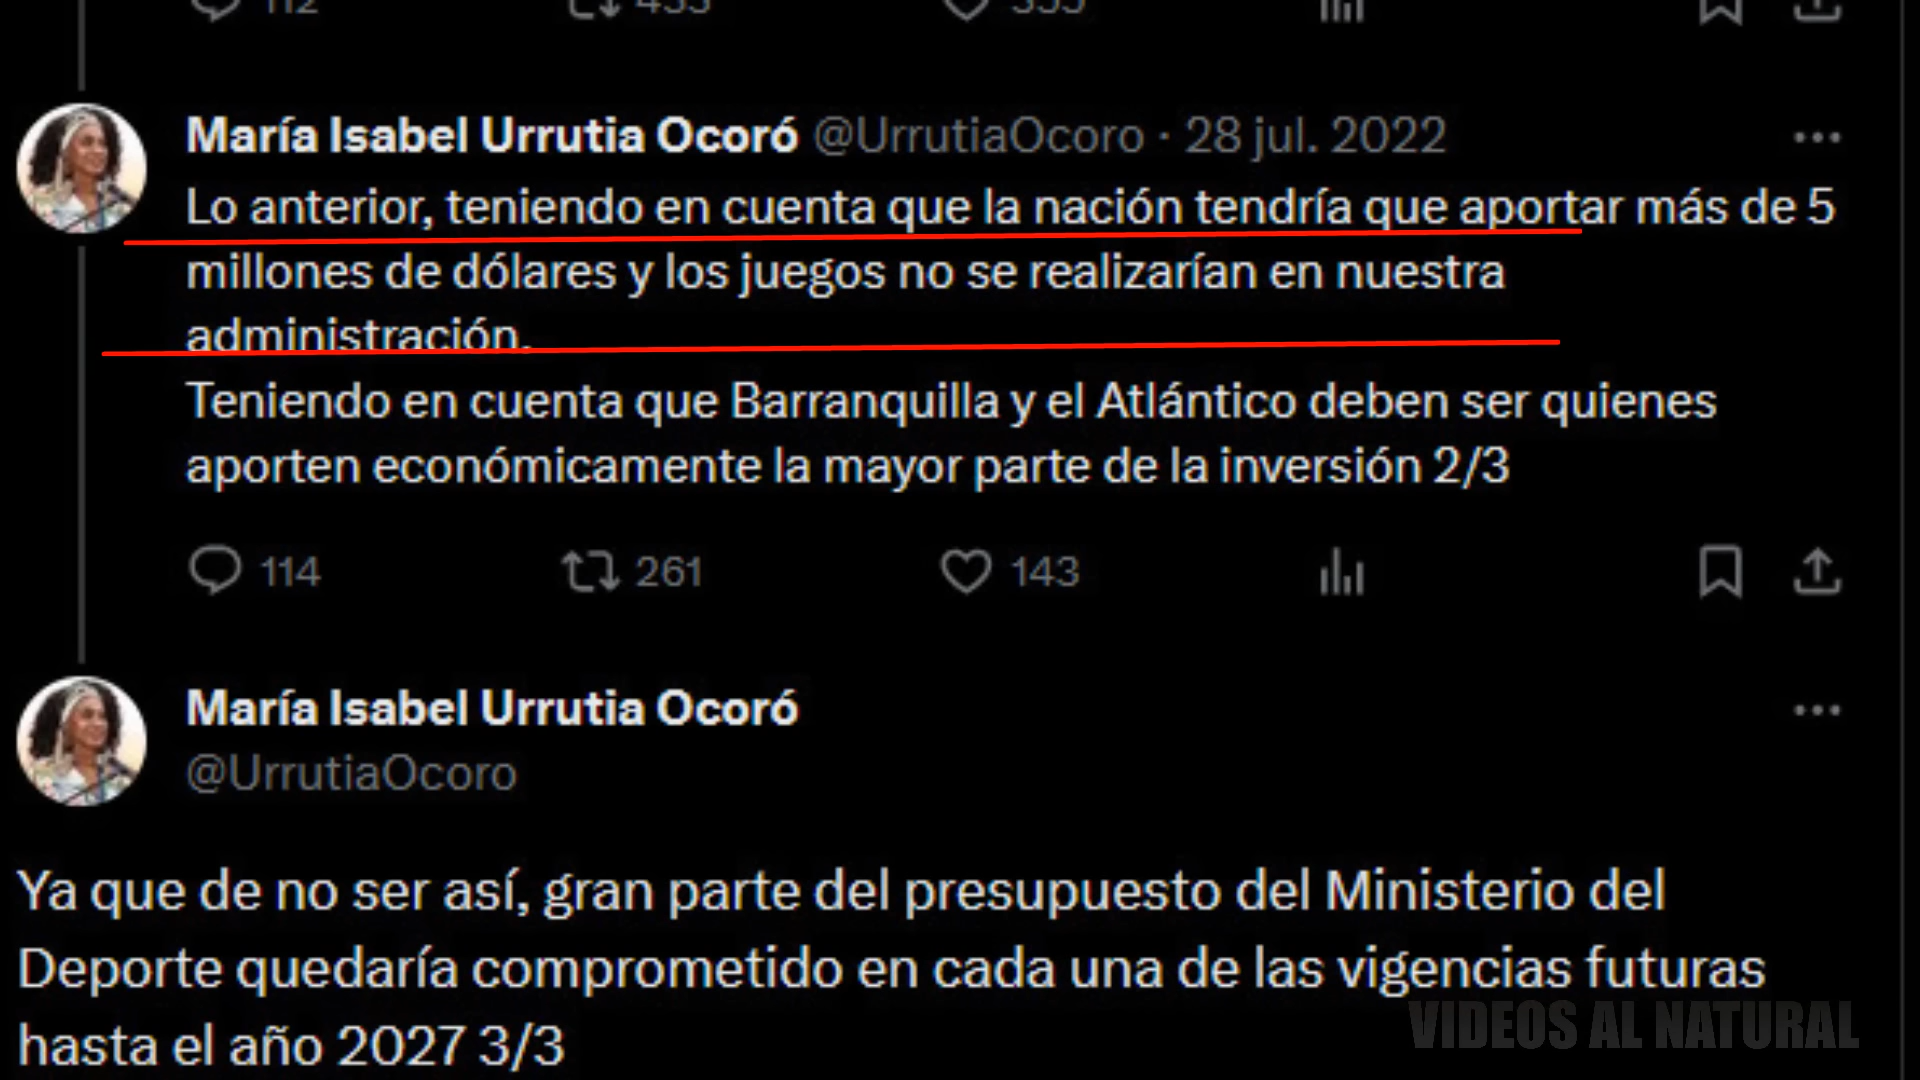 112 453 355
María Isabel Urrutia Ocoró @UrrutiaOcoro · 28 jul. 2022
Lo anterior, teniendo en cuenta que la nación tendría que aportar más de 5
millones de dólares y los juegos no se realizarían en nuestra
administración.
Teniendo en cuenta que Barranquilla y el Atlántico deben ser quienes
aporten económicamente la mayor parte de la inversión 2/3
114 261 143
María Isabel Urrutia Ocoró
@UrrutiaOcoro
Ya que de no ser así, gran parte del presupuesto del Ministerio del
Deporte quedaría comprometido en cada una de las vigencias futuras
hasta el año 2027 3/3
VIDEOS AL NATURAL